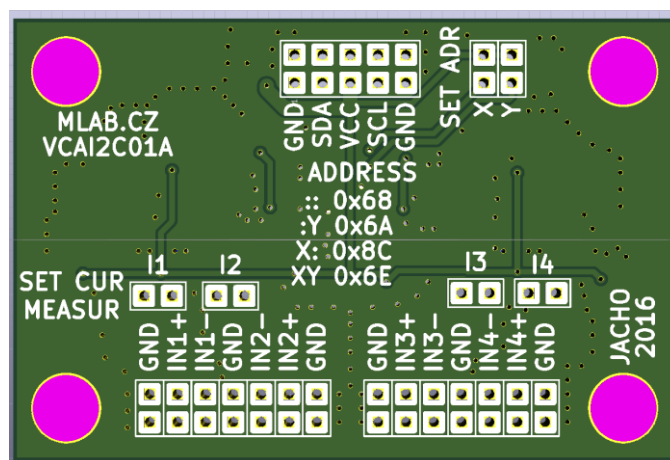 MLAB.CZ
VCAI2C01A
GND SDA VCC SCL GND
SET ADR
X Y
ADDRESS
:: 0x68
:Y 0x6A
X: 0x8C
XY 0x6E
SET CUR
MEASUR
I1 I2 I3 I4
GND IN1+ IN1- GND IN2- IN2+ GND
GND IN3+ IN3- GND IN4- IN4+ GND
JACHO
2016